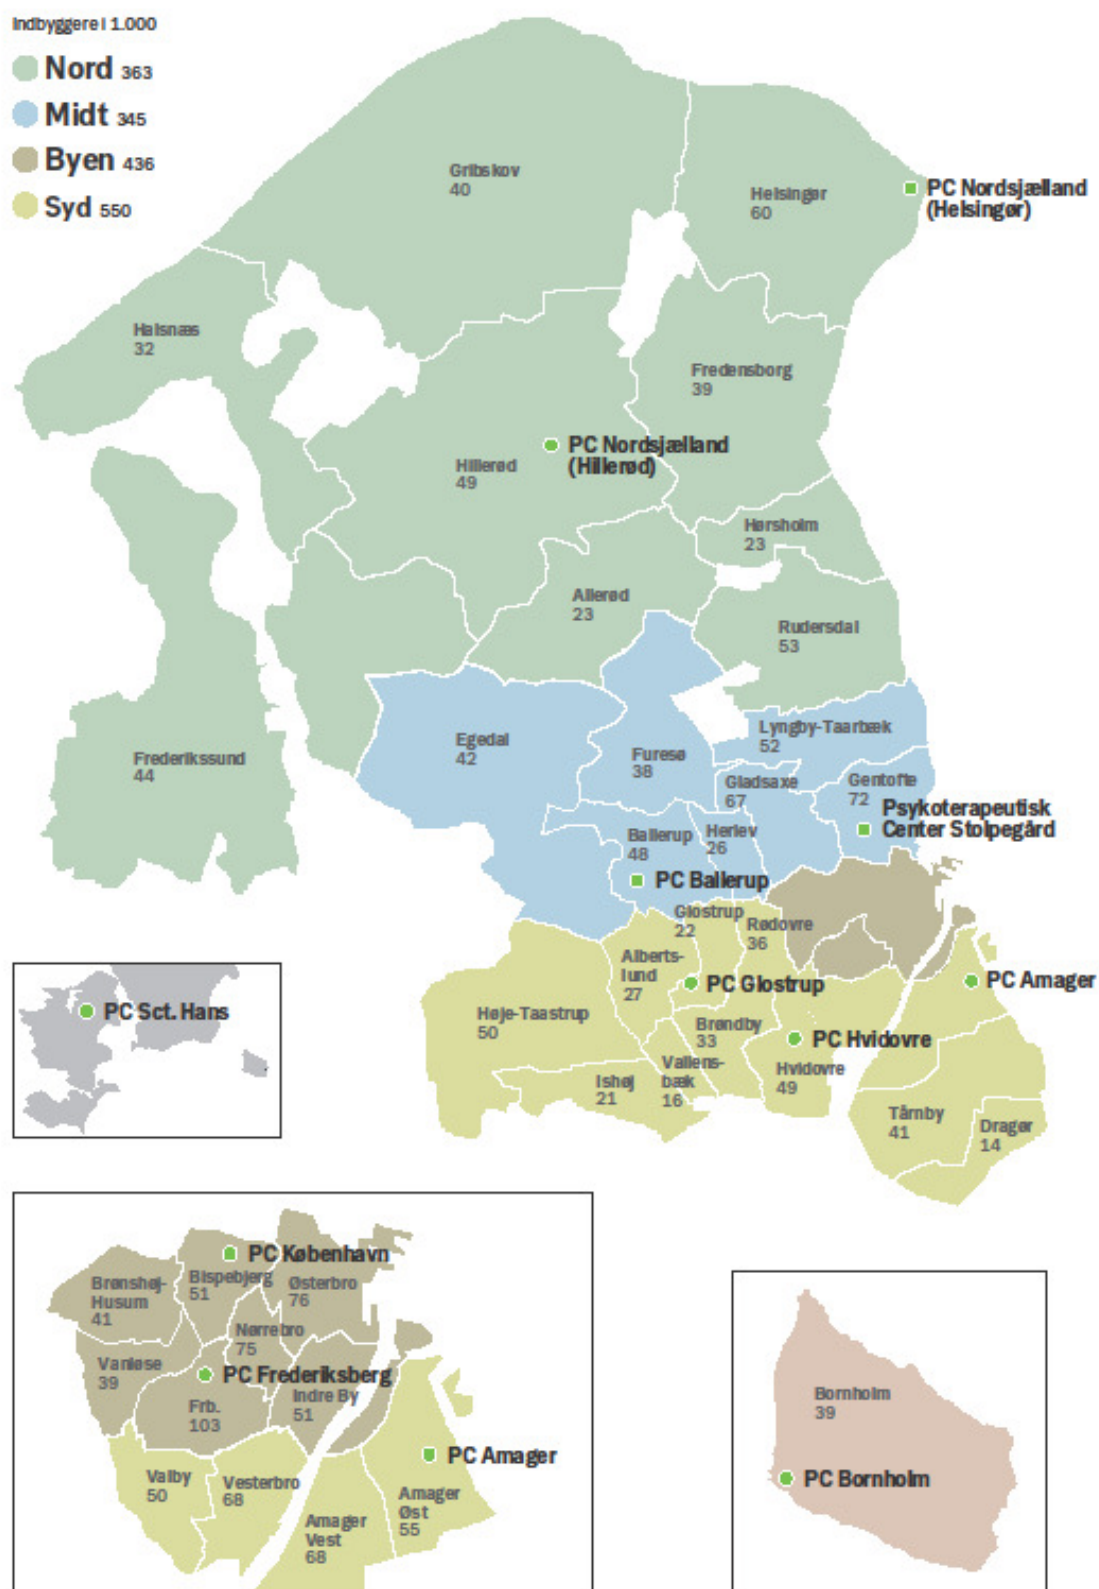 Indbyggere i 1.000
Nord 363
Midt 345
Byen 436
Syd 550
Gribskov
40
Helsingør
60
PC Nordsjælland
(Helsingør)
Halsnæs
32
Fredensborg
39
PC Nordsjælland
(Hillerød)
Hillerød
49
Hørsholm
23
Allerød
23
Rudersdal
53
Frederikssund
44
Egedal
42
Furesø
38
Lyngby-Taarbæk
52
Gladsaxe
67
Gentofte
72
Psykoterapeutisk
Center Stolpegård
Ballerup
48
Herlev
26
PC Ballerup
Glostrup
22
Rødovre
36
Alberts-
lund
27
PC Glostrup
PC Amager
PC Sct. Hans
Høje-Taastrup
50
Brøndby
33
PC Hvidovre
Hvidovre
49
Vallens-
bæk
16
Ishøj
21
Tårnby
41
Dragør
14
PC København
Brønshøj-
Husum
41
Bispebjerg
51
Østerbro
76
Nørrebro
75
Vanløse
39
PC Frederiksberg
Frb.
103
Indre By
51
PC Amager
Valby
50
Vesterbro
68
Amager
Vest
68
Amager
Øst
55
Bornholm
39
PC Bornholm